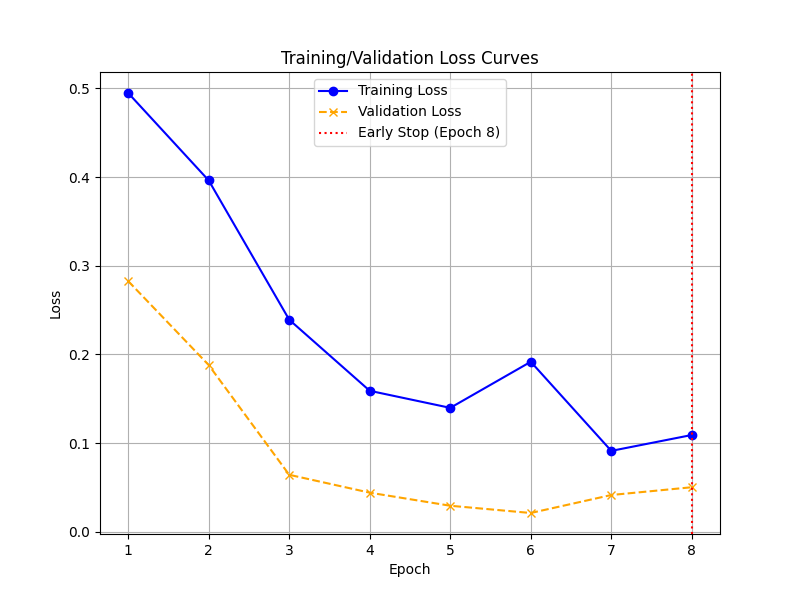 Training/Validation Loss Curves
Training Loss
Validation Loss
Early Stop (Epoch 8)
Loss
0.5
0.4
0.3
0.2
0.1
0.0
1 2 3 4 5 6 7 8
Epoch